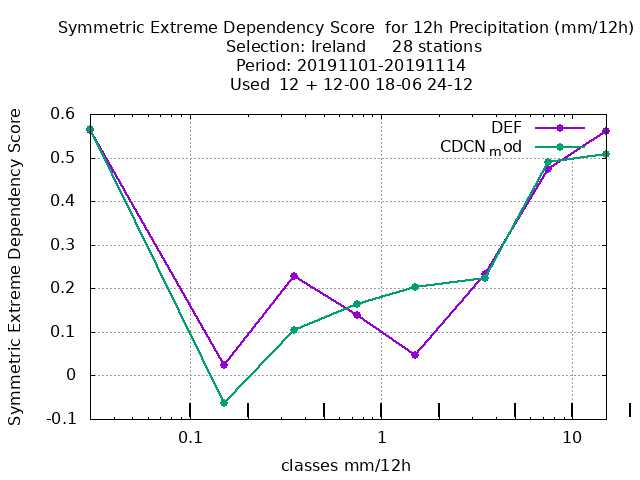 Symmetric Extreme Dependency Score  for 12h Precipitation (mm/12h)
Selection: Ireland     28 stations
Period: 20191101-20191114
Used  12 + 12-00 18-06 24-12
0.6
0.5
0.4
0.3
0.2
0.1
0
-0.1
Symmetric Extreme Dependency Score
DEF
CDCN_mod
0.1
1
10
classes mm/12h